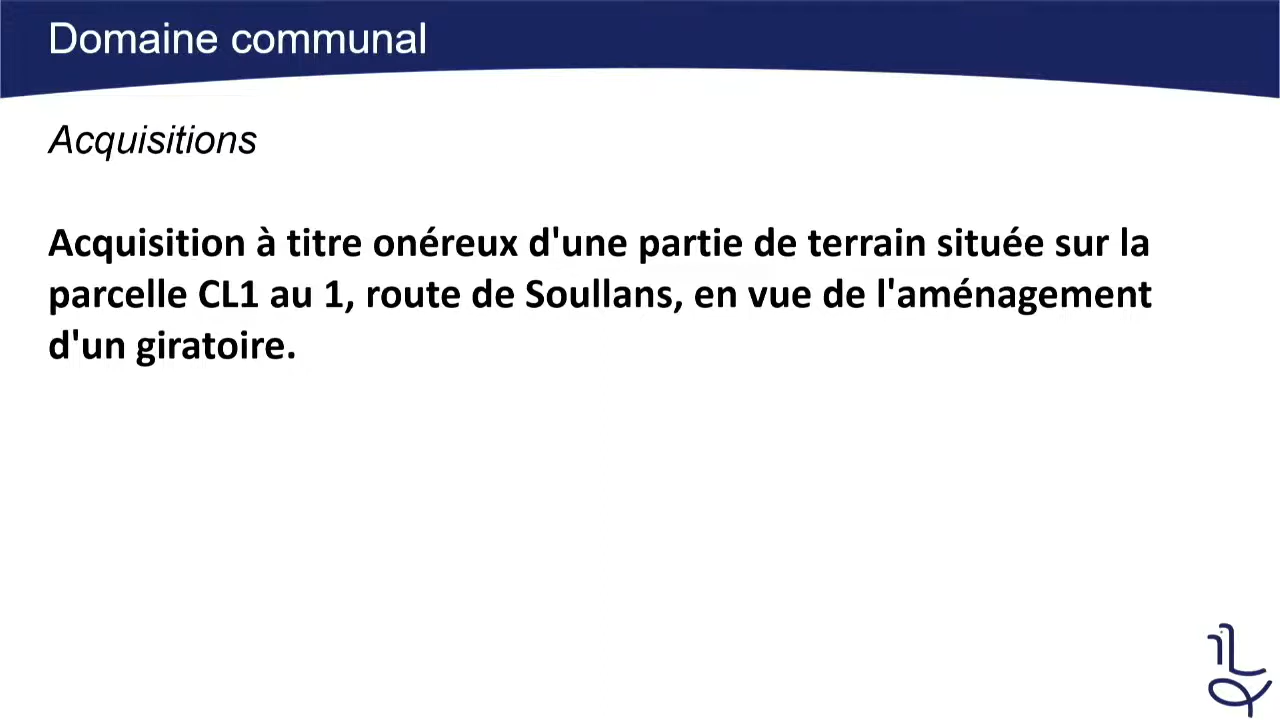 Domaine communal
Acquisitions
Acquisition à titre onéreux d'une partie de terrain située sur la
parcelle CL1 au 1, route de Soullans, en vue de l'aménagement
d'un giratoire.